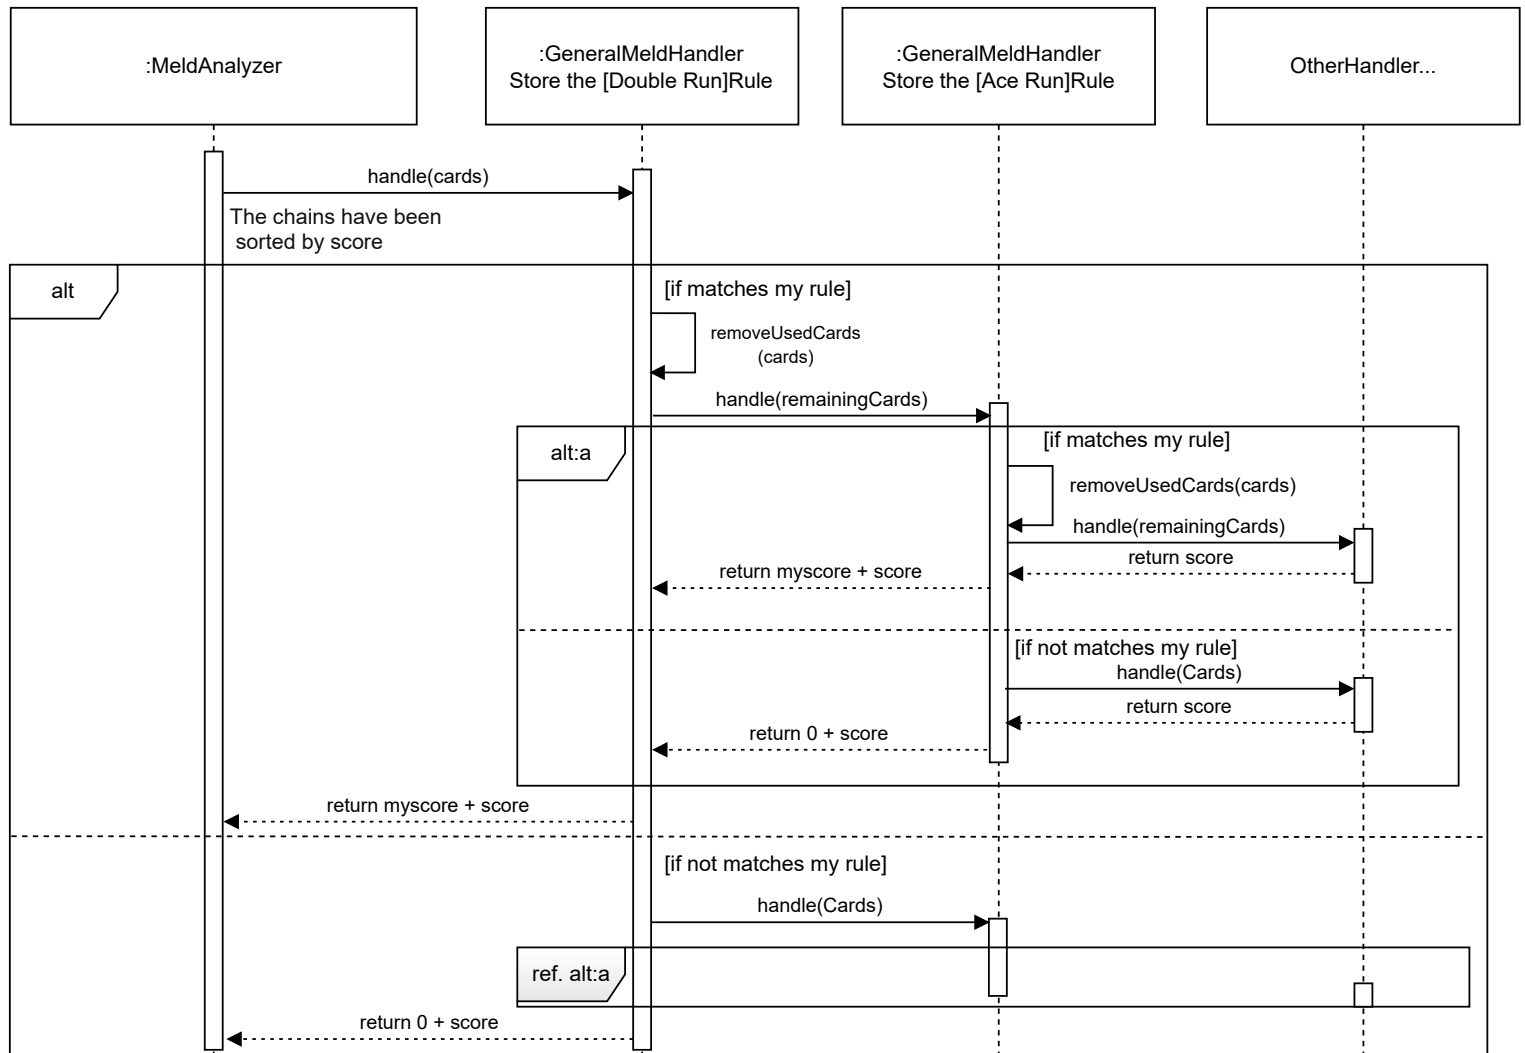 :MeldAnalyzer
:GeneralMeldHandler
Store the [Double Run]Rule
:GeneralMeldHandler
Store the [Ace Run]Rule
OtherHandler...
handle(cards)
The chains have been
sorted by score
alt
[if matches my rule]
removeUsedCards
(cards)
handle(remainingCards)
alt:a
[if matches my rule]
removeUsedCards(cards)
handle(remainingCards)
return score
return myscore + score
[if not matches my rule]
handle(Cards)
return score
return 0 + score
return myscore + score
[if not matches my rule]
handle(Cards)
ref. alt:a
return 0 + score